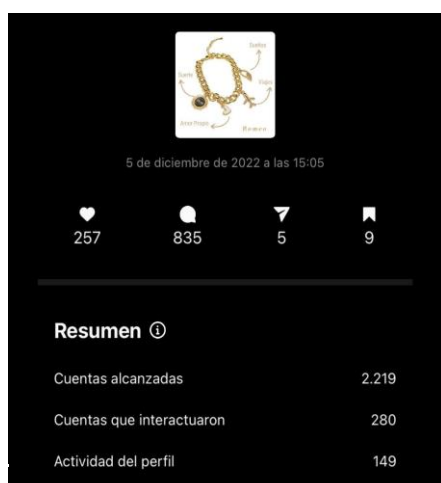 Sueños
Suerte
Viajes
Amor Propio
Romeo
5 de diciembre de 2022 a las 15:05
257 835 5 9
Resumen
Cuentas alcanzadas 2.219
Cuentas que interactuaron 280
Actividad del perfil 149